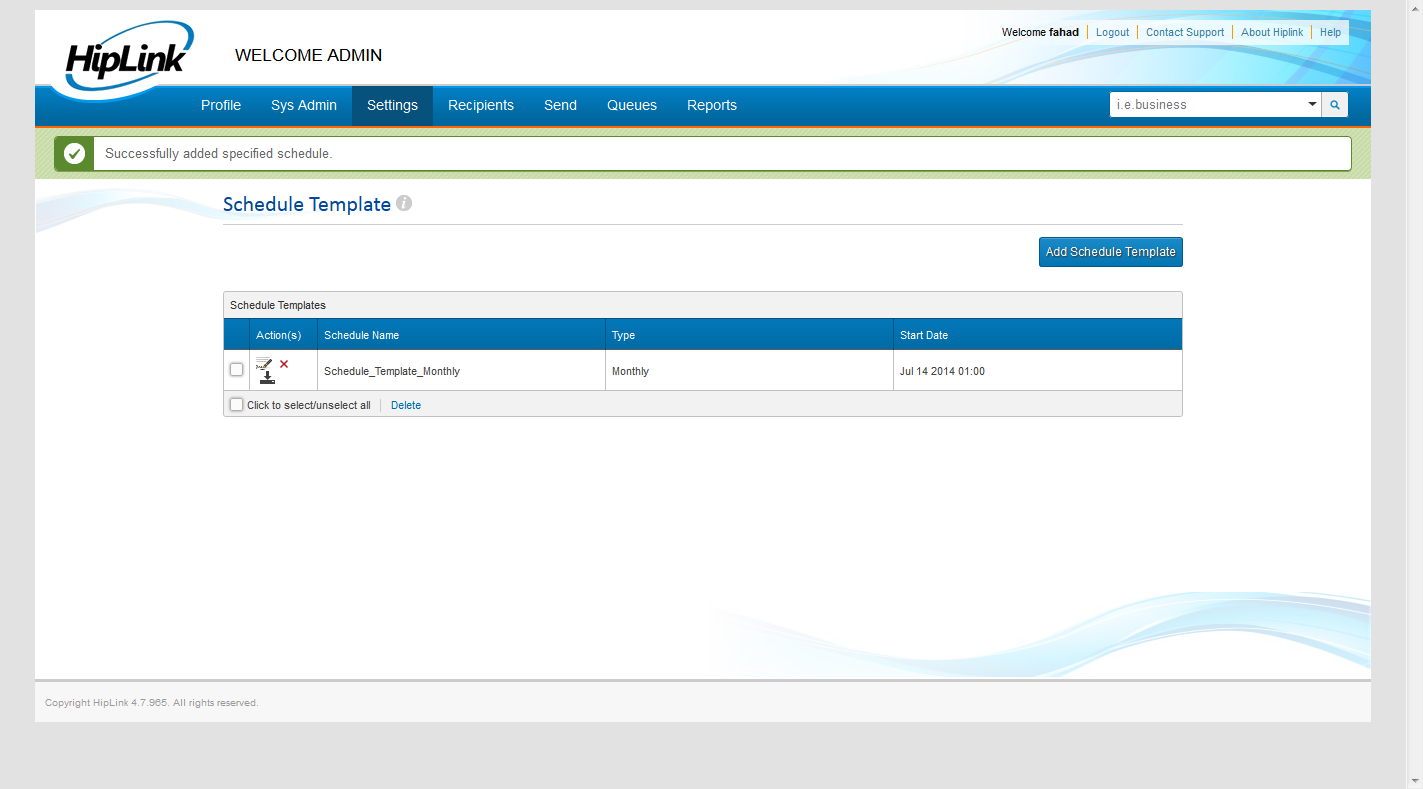 HipLink
WELCOME ADMIN
Welcome fahad Logout Contact Support About Hiplink Help
Profile Sys Admin Settings Recipients Send Queues Reports i.e.business
Successfully added specified schedule.
Schedule Template i
Add Schedule Template
Schedule Templates
Action(s) Schedule Name Type Start Date
Schedule_Template_Monthly Monthly Jul 14 2014 01:00
Click to select/unselect all Delete
Copyright HipLink 4.7.965. All rights reserved.